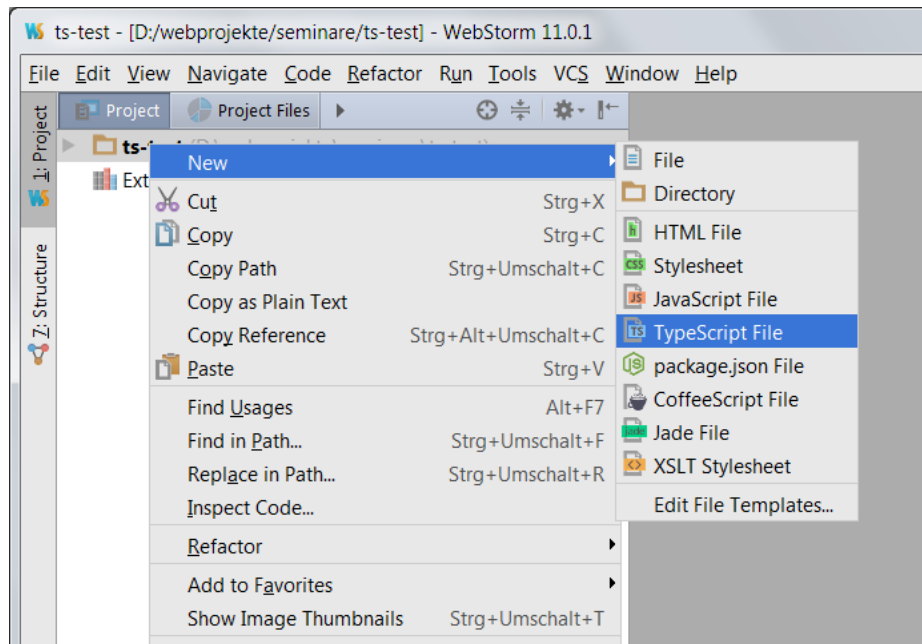 ts-test - [D:/webprojekte/seminare/ts-test] - WebStorm 11.0.1
File Edit View Navigate Code Refactor Run Tools VCS Window Help
1: Project
7: Structure
Project Project Files
ts-
Ext
New
Cut Strg+X
Copy Strg+C
Copy Path Strg+Umschalt+C
Copy as Plain Text
Copy Reference Strg+Alt+Umschalt+C
Paste Strg+V
Find Usages Alt+F7
Find in Path... Strg+Umschalt+F
Replace in Path... Strg+Umschalt+R
Inspect Code...
Refactor
Add to Favorites
Show Image Thumbnails Strg+Umschalt+T
File
Directory
HTML File
Stylesheet
JavaScript File
TypeScript File
package.json File
CoffeeScript File
Jade File
XSLT Stylesheet
Edit File Templates...